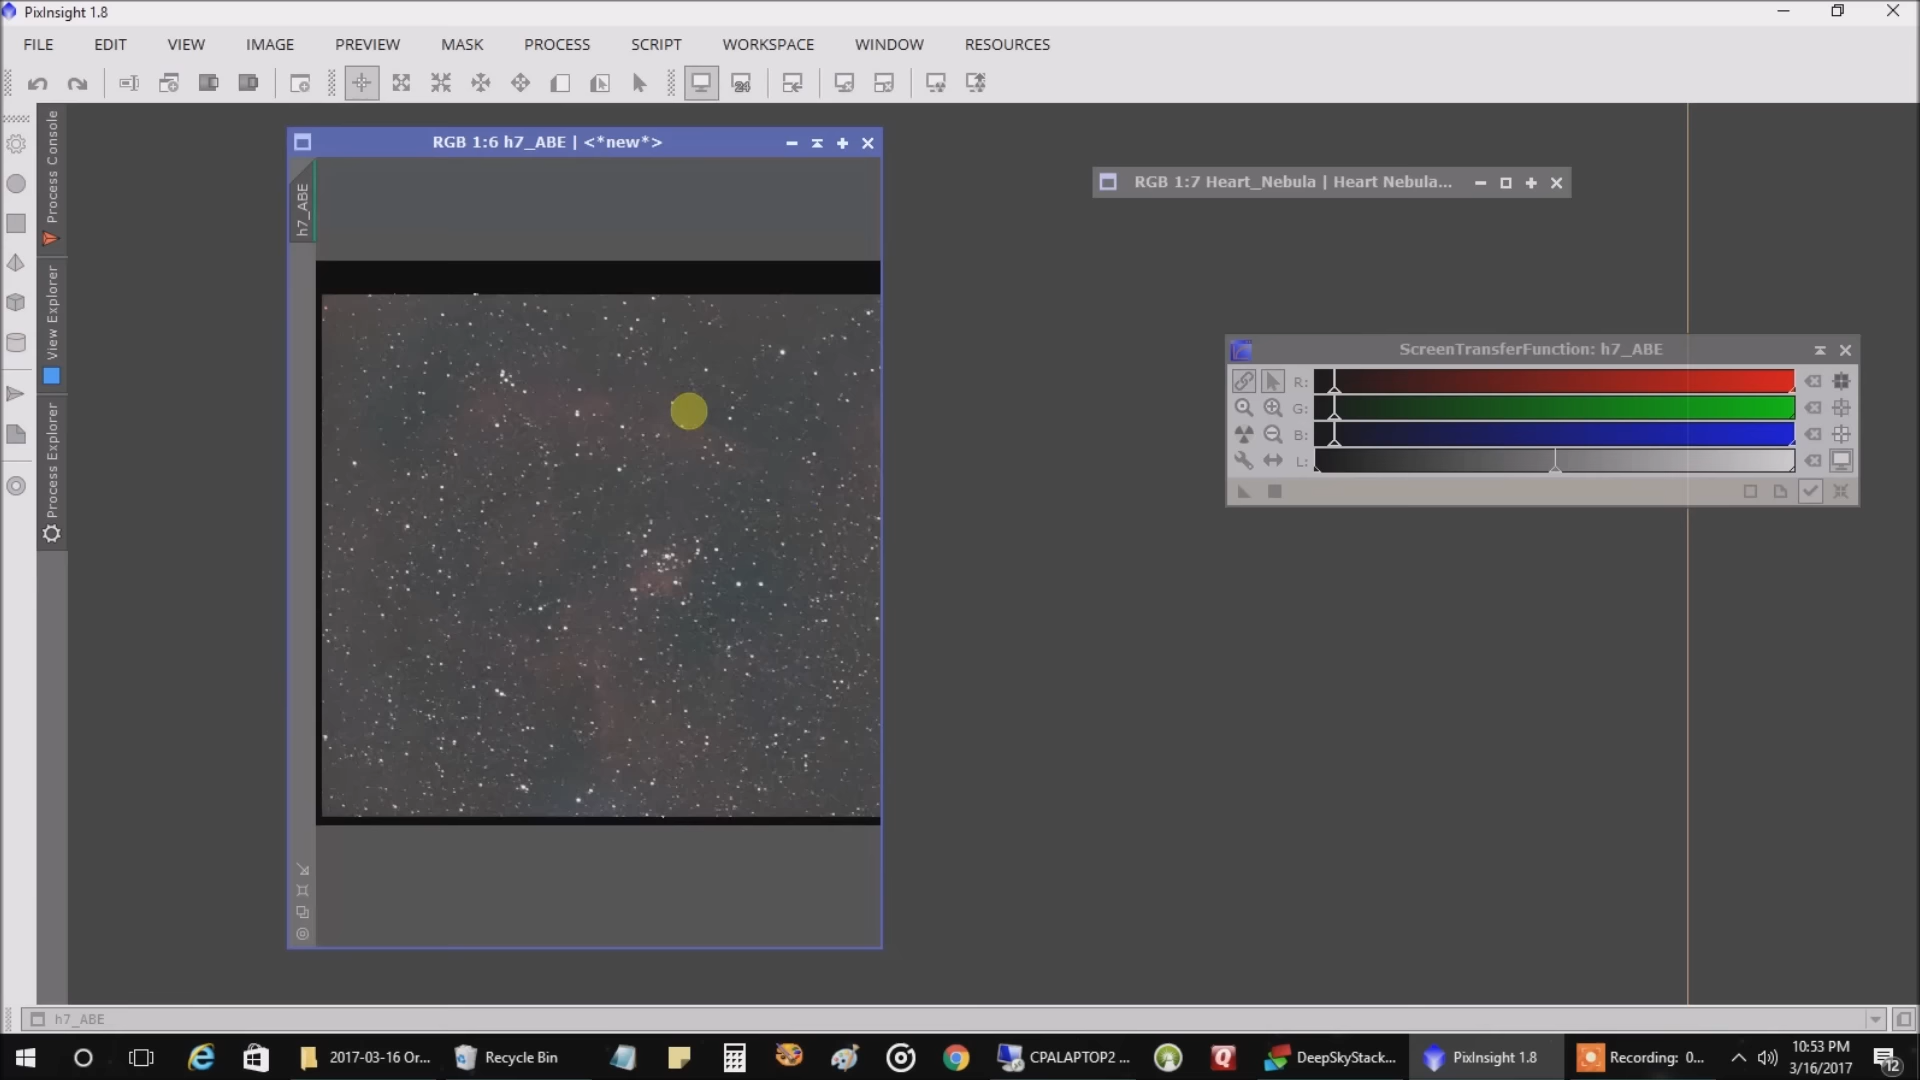 PixInsight 1.8
FILE EDIT VIEW IMAGE PREVIEW MASK PROCESS SCRIPT WORKSPACE WINDOW RESOURCES
24
Process Console
View Explorer
Process Explorer
RGB 1:6 h7_ABE | <*new*>
h7_ABE
RGB 1:7 Heart_Nebula | Heart Nebula...
ScreenTransferFunction: h7_ABE
R:
G:
B:
L:
h7_ABE
2017-03-16 Or...
Recycle Bin
CPALAPTOP2 ...
DeepSkyStack...
PixInsight 1.8
Recording: 0...
10:53 PM
3/16/2017
12